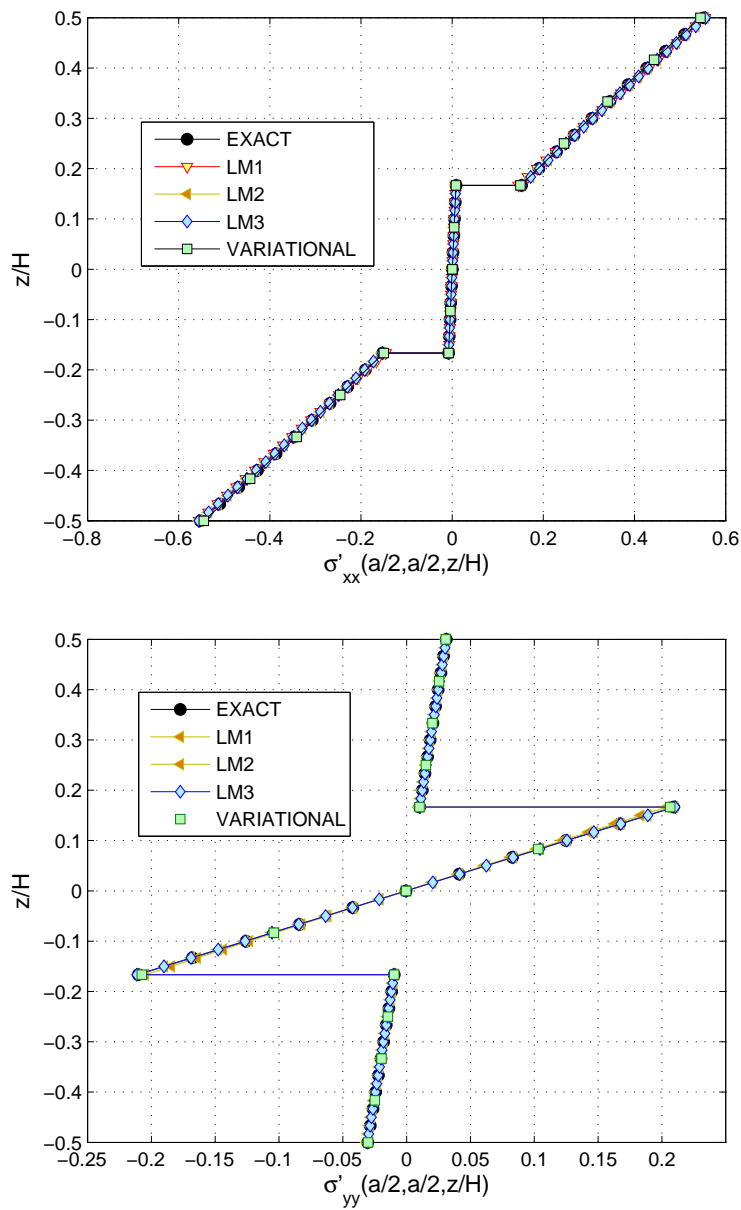 0.5
0.4
0.3
0.2
0.1
0
−0.1
−0.2
−0.3
−0.4
−0.5
z/H
EXACT
LM1
LM2
LM3
VARIATIONAL
−0.8 −0.6 −0.4 −0.2 0 0.2 0.4 0.6
σ'xx(a/2,a/2,z/H)
0.5
0.4
0.3
0.2
0.1
0
−0.1
−0.2
−0.3
−0.4
−0.5
z/H
EXACT
LM1
LM2
LM3
VARIATIONAL
−0.25 −0.2 −0.15 −0.1 −0.05 0 0.05 0.1 0.15 0.2
σ'yy(a/2,a/2,z/H)